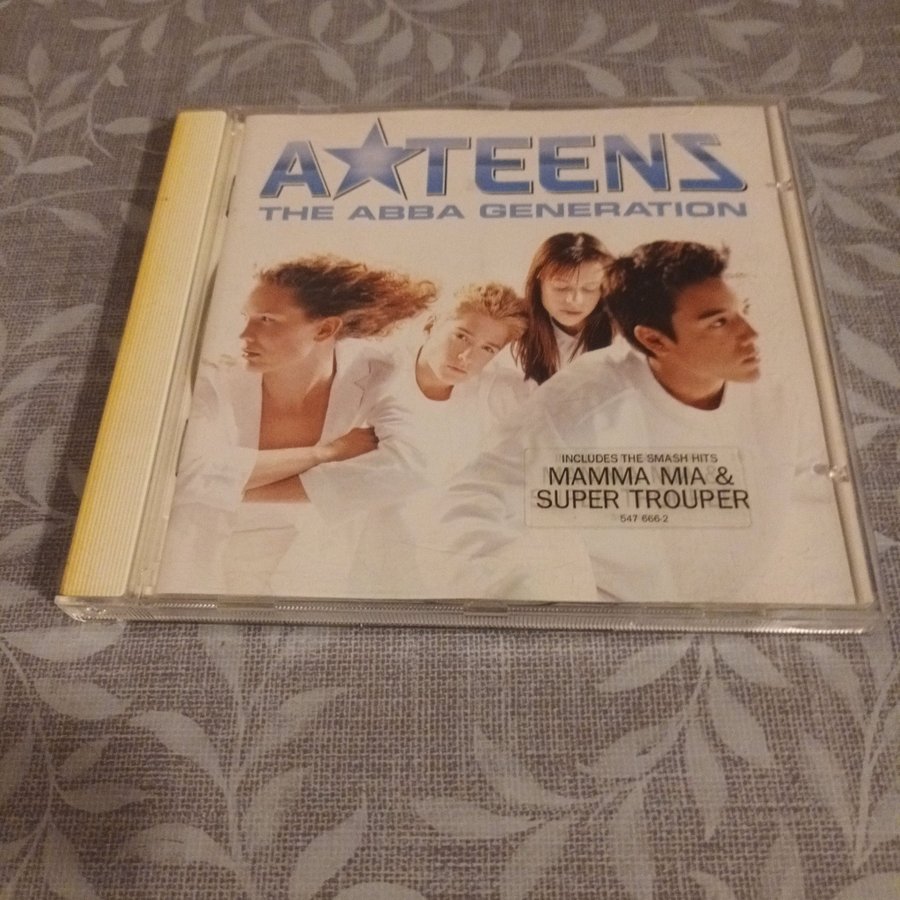 A★TEENS
THE ABBA GENERATION
INCLUDES THE SMASH HITS
MAMMA MIA &
SUPER TROUPER
547 666-2